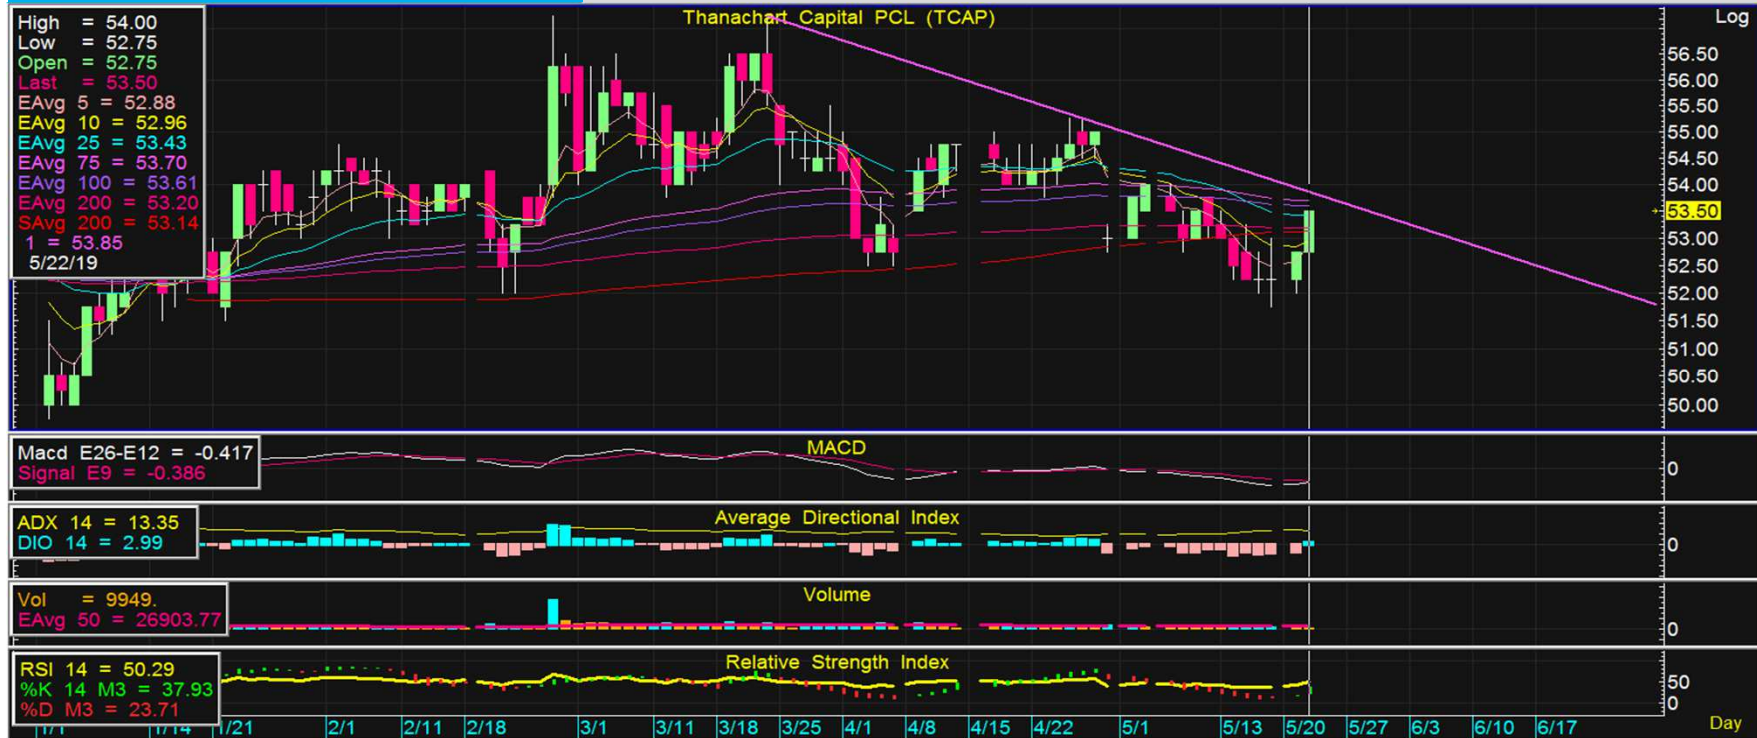 Thanachart Capital PCL (TCAP)
Log
High = 54.00
Low = 52.75
Open = 52.75
Last = 53.50
EAvg 5 = 52.88
EAvg 10 = 52.96
EAvg 25 = 53.43
EAvg 75 = 53.70
EAvg 100 = 53.61
EAvg 200 = 53.20
SAvg 200 = 53.14
1 = 53.85
5/22/19
56.50
56.00
55.50
55.00
54.50
54.00
53.50
53.00
52.50
52.00
51.50
51.00
50.50
50.00
MACD
Macd E26-E12 = -0.417
Signal E9 = -0.386
0
Average Directional Index
ADX 14 = 13.35
DIO 14 = 2.99
0
Volume
Vol = 9949.
EAvg 50 = 26903.77
0
Relative Strength Index
RSI 14 = 50.29
%K 14 M3 = 37.93
%D M3 = 23.71
50
0
1/1 1/14 1/21 2/1 2/11 2/18 3/1 3/11 3/18 3/25 4/1 4/8 4/15 4/22 5/1 5/13 5/20 5/27 6/3 6/10 6/17 Day